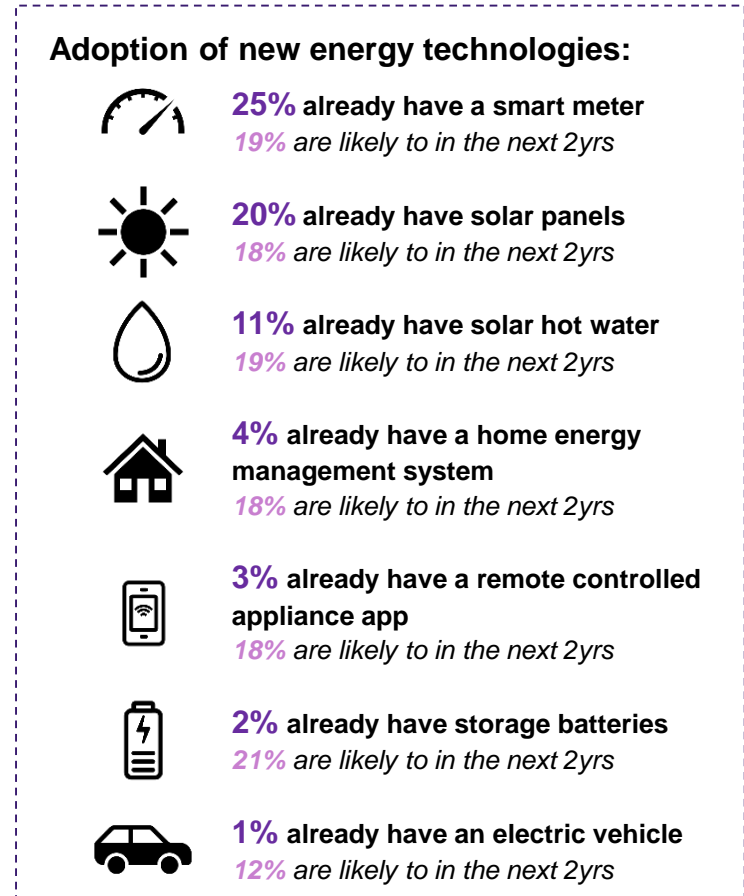 Adoption of new energy technologies:
25% already have a smart meter
19% are likely to in the next 2yrs
20% already have solar panels
18% are likely to in the next 2yrs
11% already have solar hot water
19% are likely to in the next 2yrs
4% already have a home energy
management system
18% are likely to in the next 2yrs
3% already have a remote controlled
appliance app
18% are likely to in the next 2yrs
2% already have storage batteries
21% are likely to in the next 2yrs
1% already have an electric vehicle
12% are likely to in the next 2yrs